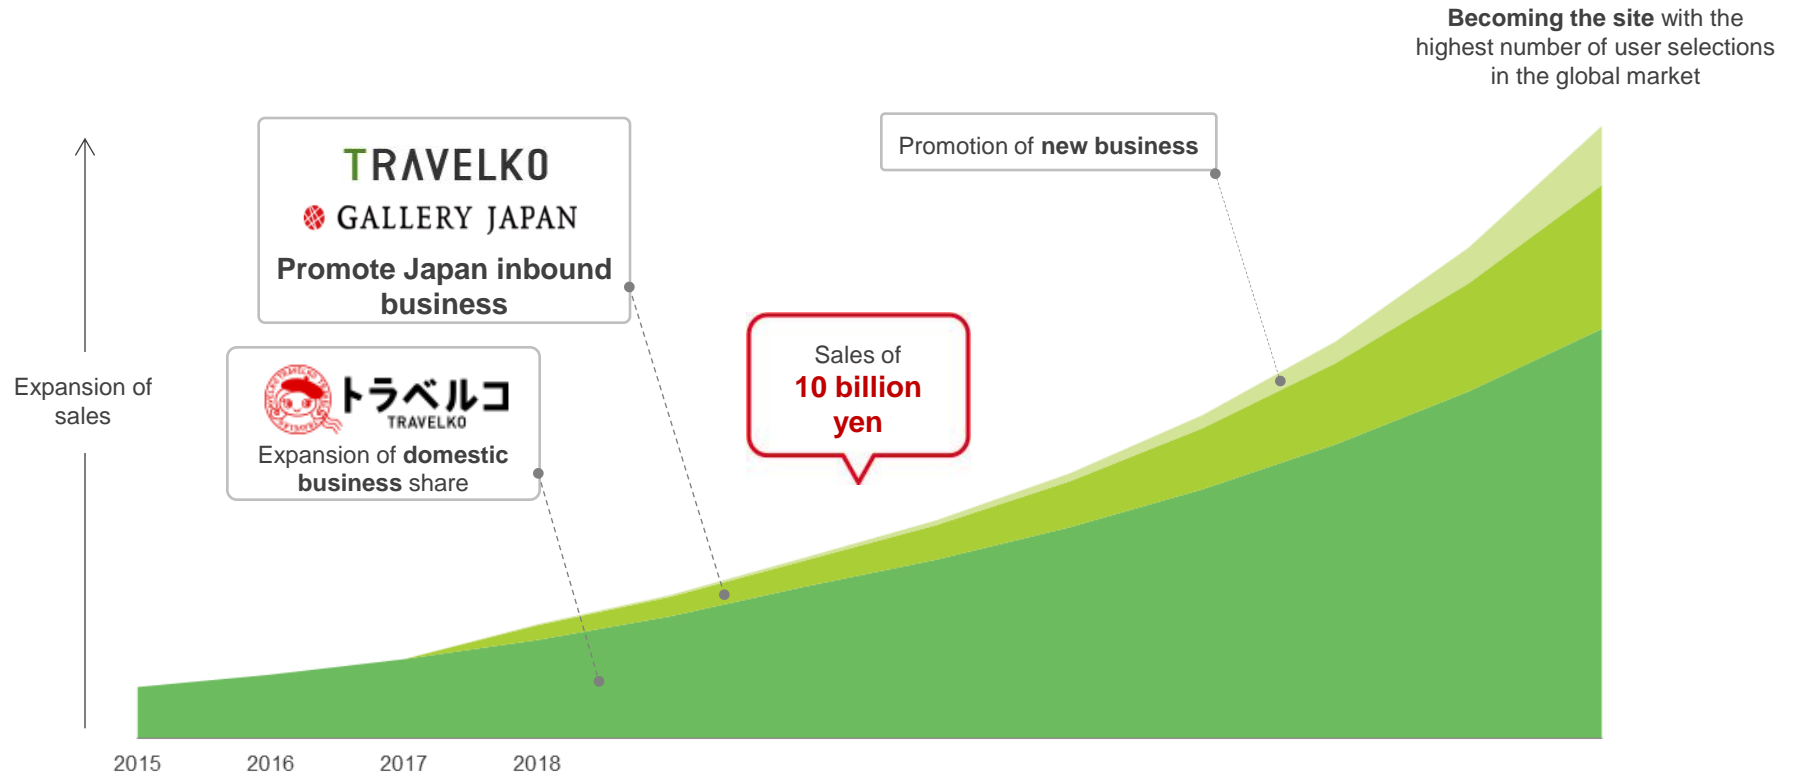 Becoming the site with the
highest number of user selections
in the global market
Promotion of new business
TRAVELKO
GALLERY JAPAN
Promote Japan inbound
business
Sales of
10 billion
yen
Expansion of
sales
トラベルコ
TRAVELKO
Expansion of domestic
business share
2015 2016 2017 2018